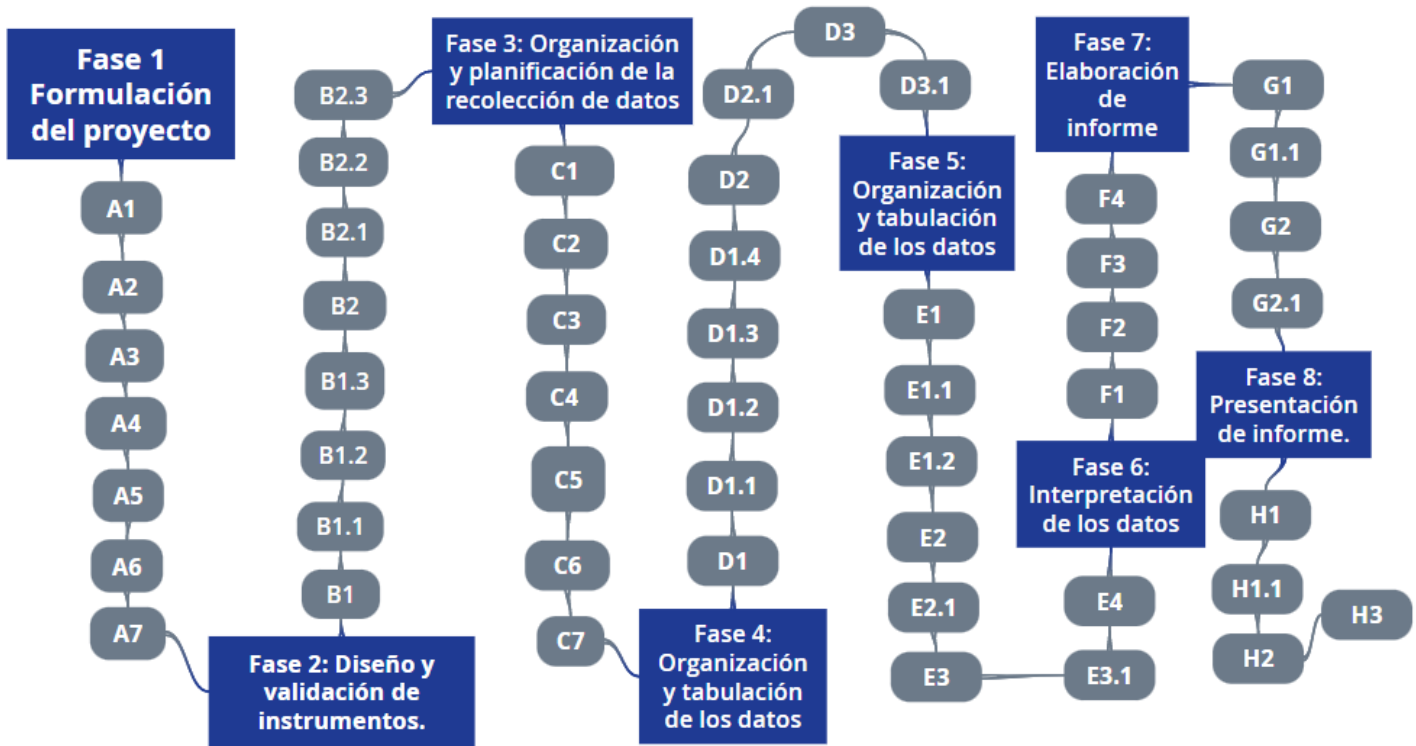 Fase 1
Formulación
del proyecto
A1
A2
A3
A4
A5
A6
A7
Fase 2: Diseño y
validación de
instrumentos.
B1
B1.1
B1.2
B1.3
B2
B2.1
B2.2
B2.3
Fase 3: Organización
y planificación de la
recolección de datos
C1
C2
C3
C4
C5
C6
C7
Fase 4:
Organización
y tabulación
de los datos
D1
D1.1
D1.2
D1.3
D1.4
D2
D2.1
D3
D3.1
Fase 5:
Organización
y tabulación
de los datos
E1
E1.1
E1.2
E2
E2.1
E3
E3.1
E4
Fase 6:
Interpretación
de los datos
F1
F2
F3
F4
Fase 7:
Elaboración
de
informe
G1
G1.1
G2
G2.1
Fase 8:
Presentación
de informe.
H1
H1.1
H2
H3